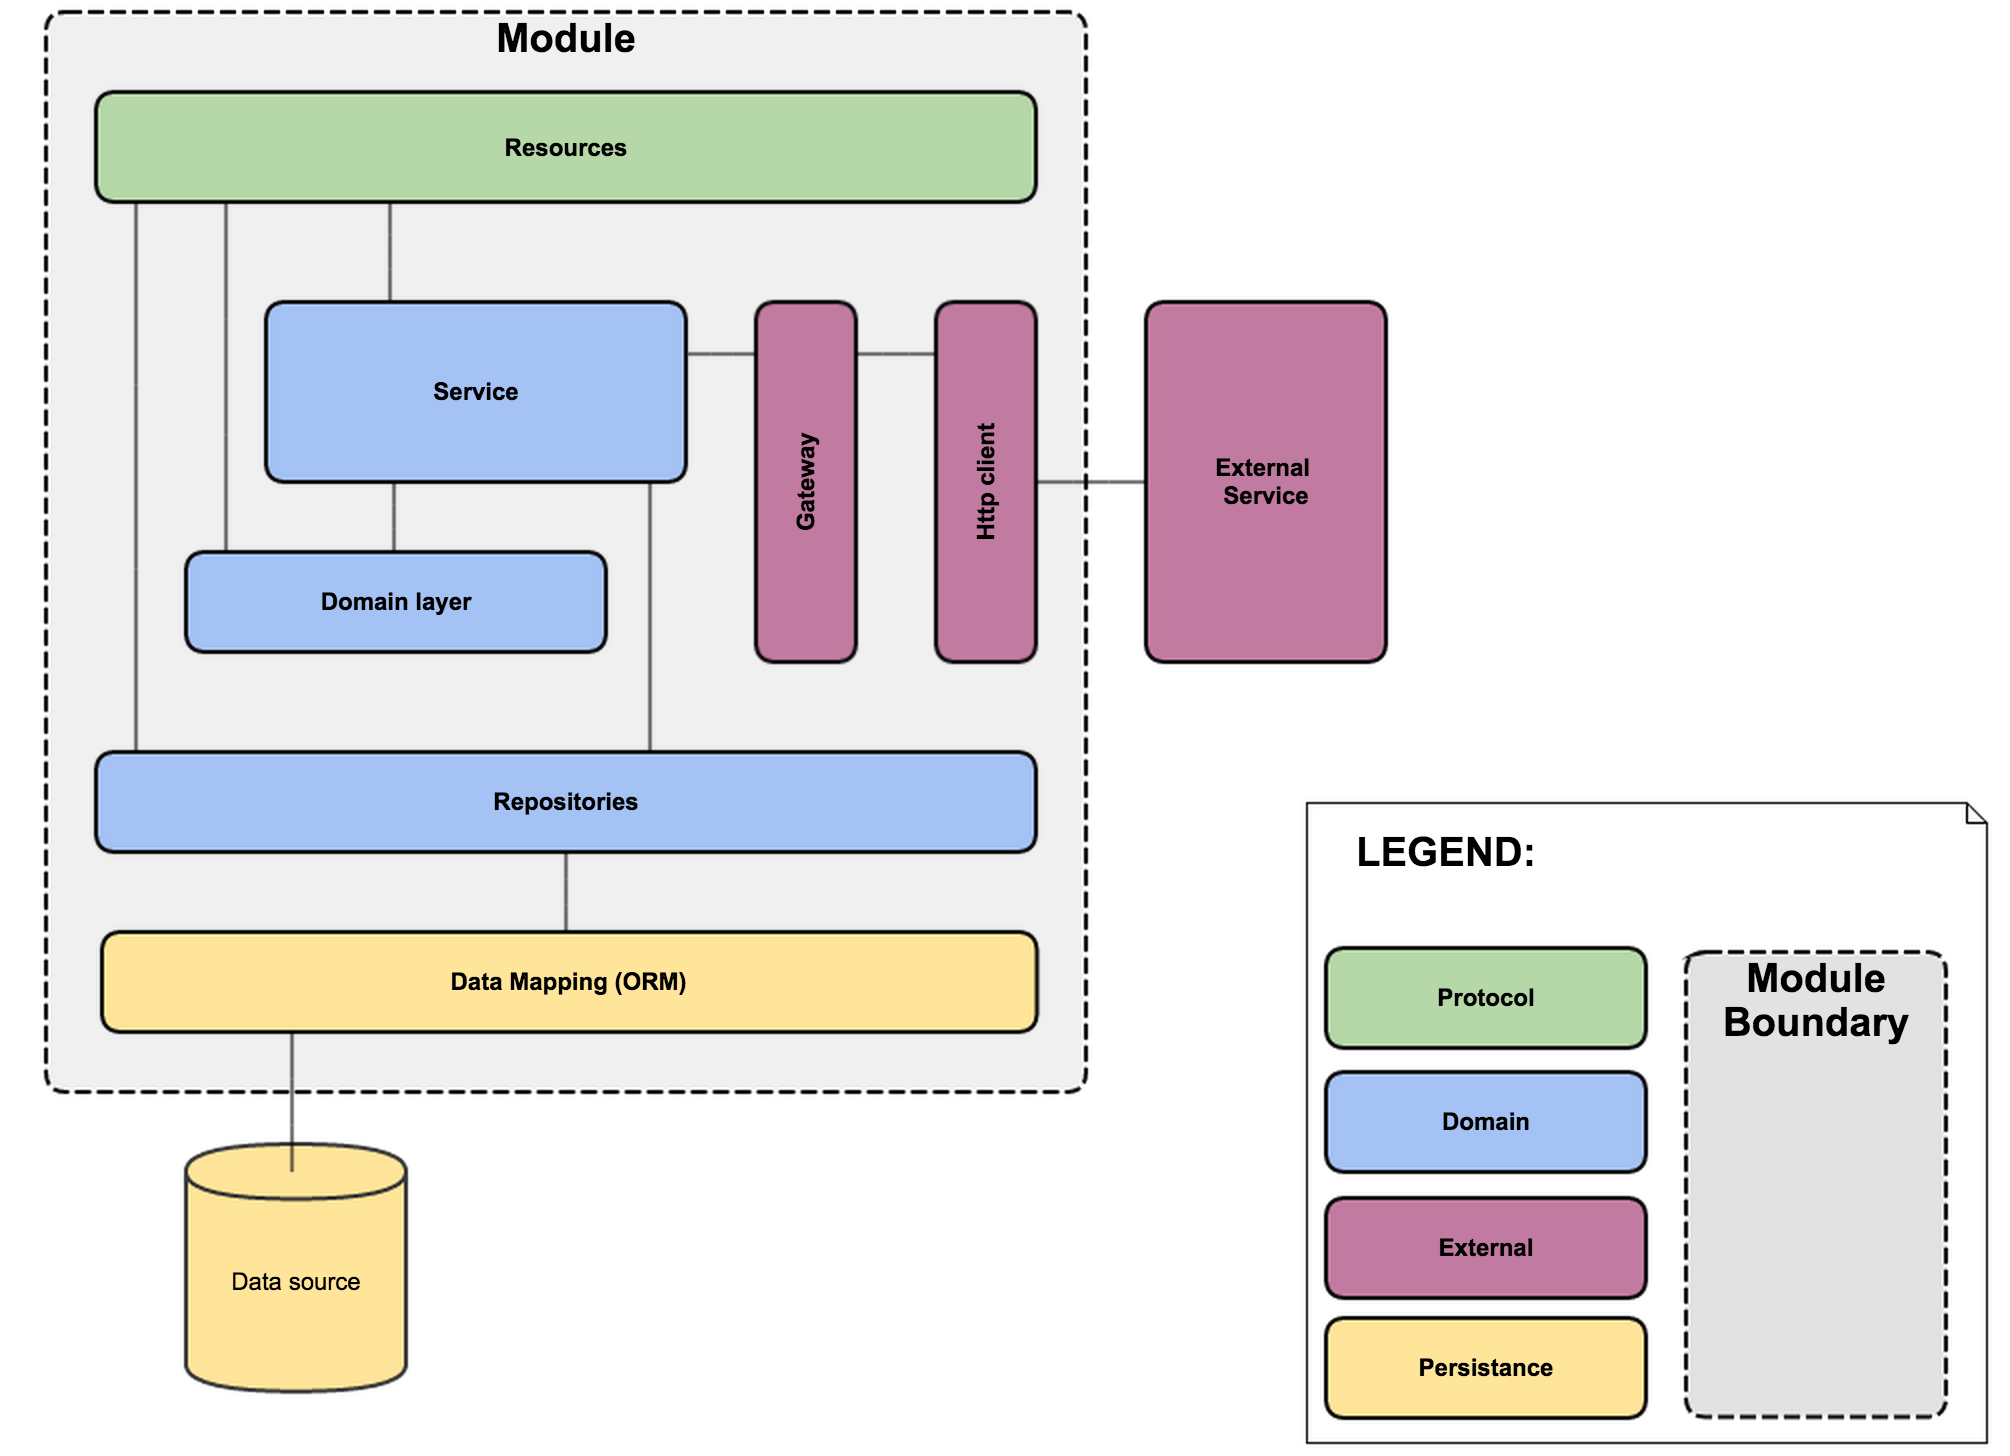 Module
Resources
Service
Gateway
Http client
External
Service
Domain layer
Repositories
Data Mapping (ORM)
Data source
LEGEND:
Protocol
Domain
External
Persistance
Module
Boundary